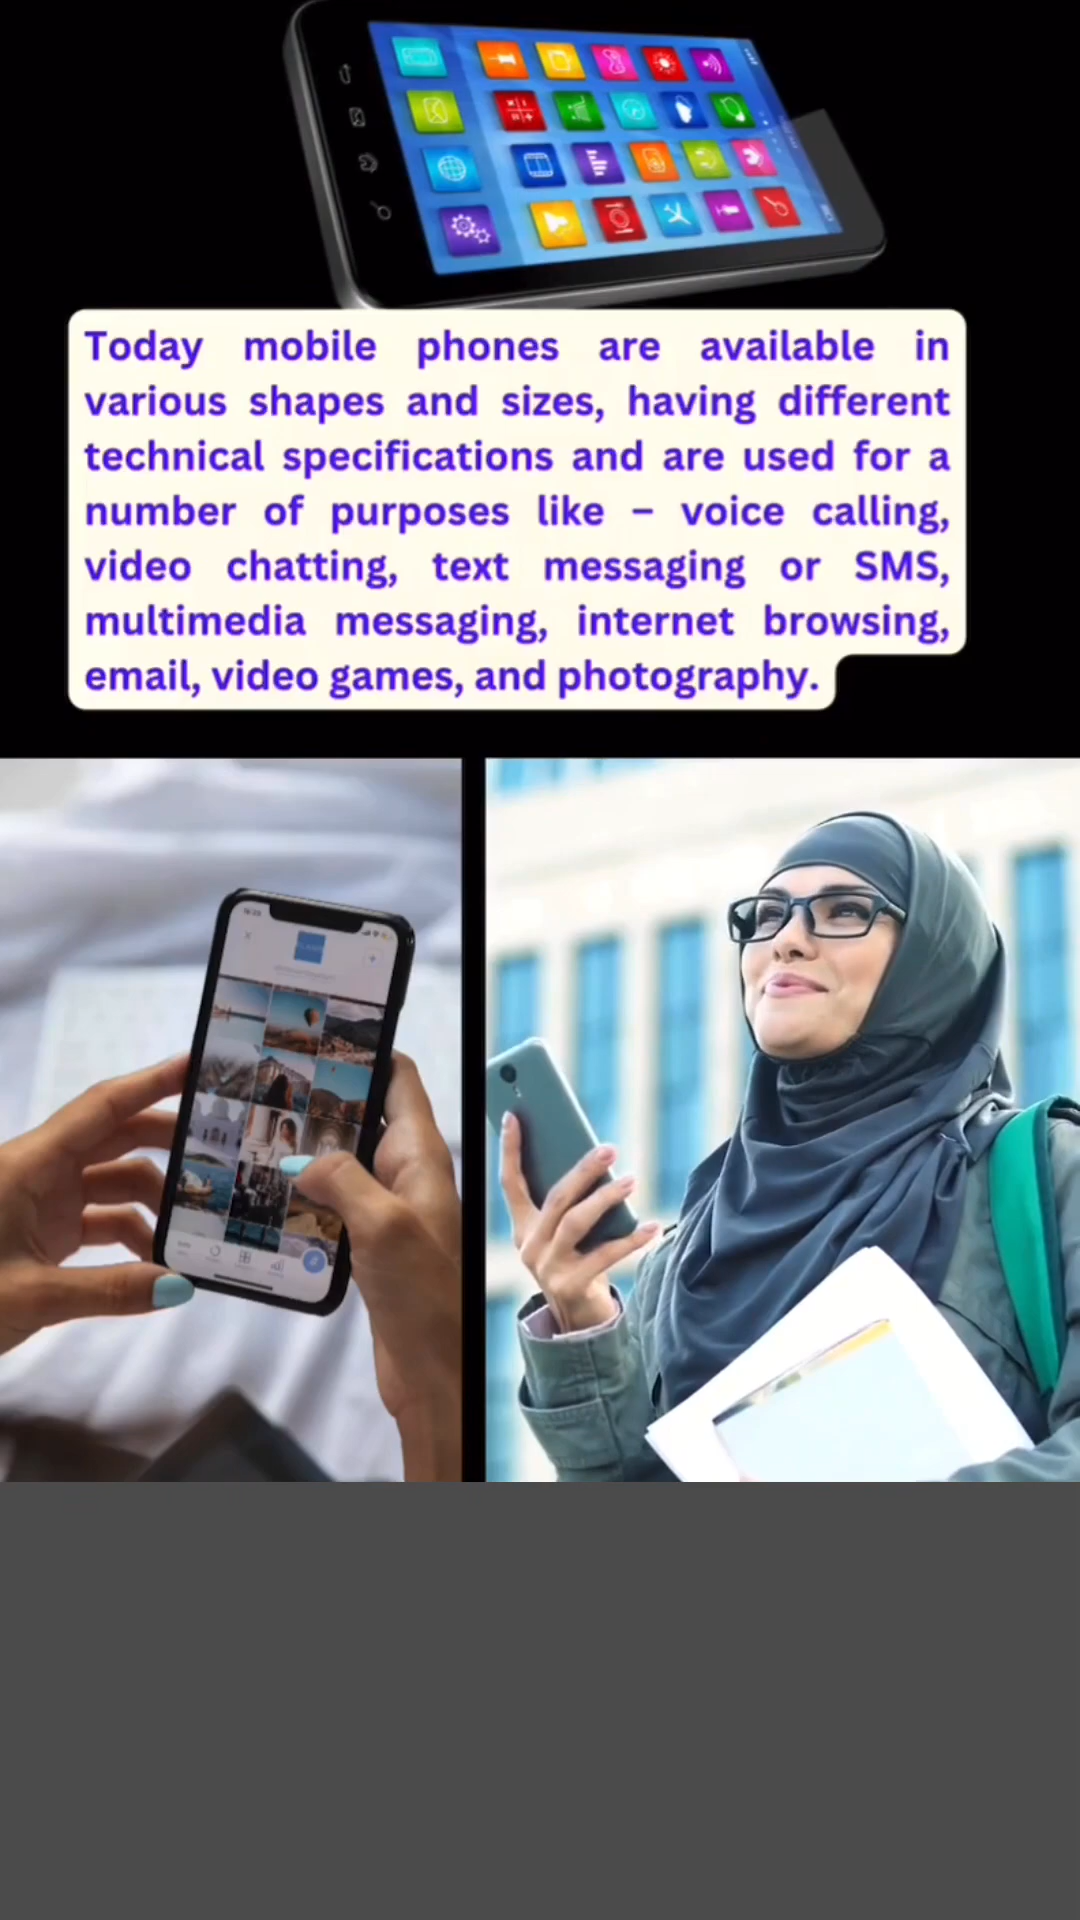 Today mobile phones are available in
various shapes and sizes, having different
technical specifications and are used for a
number of purposes like – voice calling,
video chatting, text messaging or SMS,
multimedia messaging, internet browsing,
email, video games, and photography.